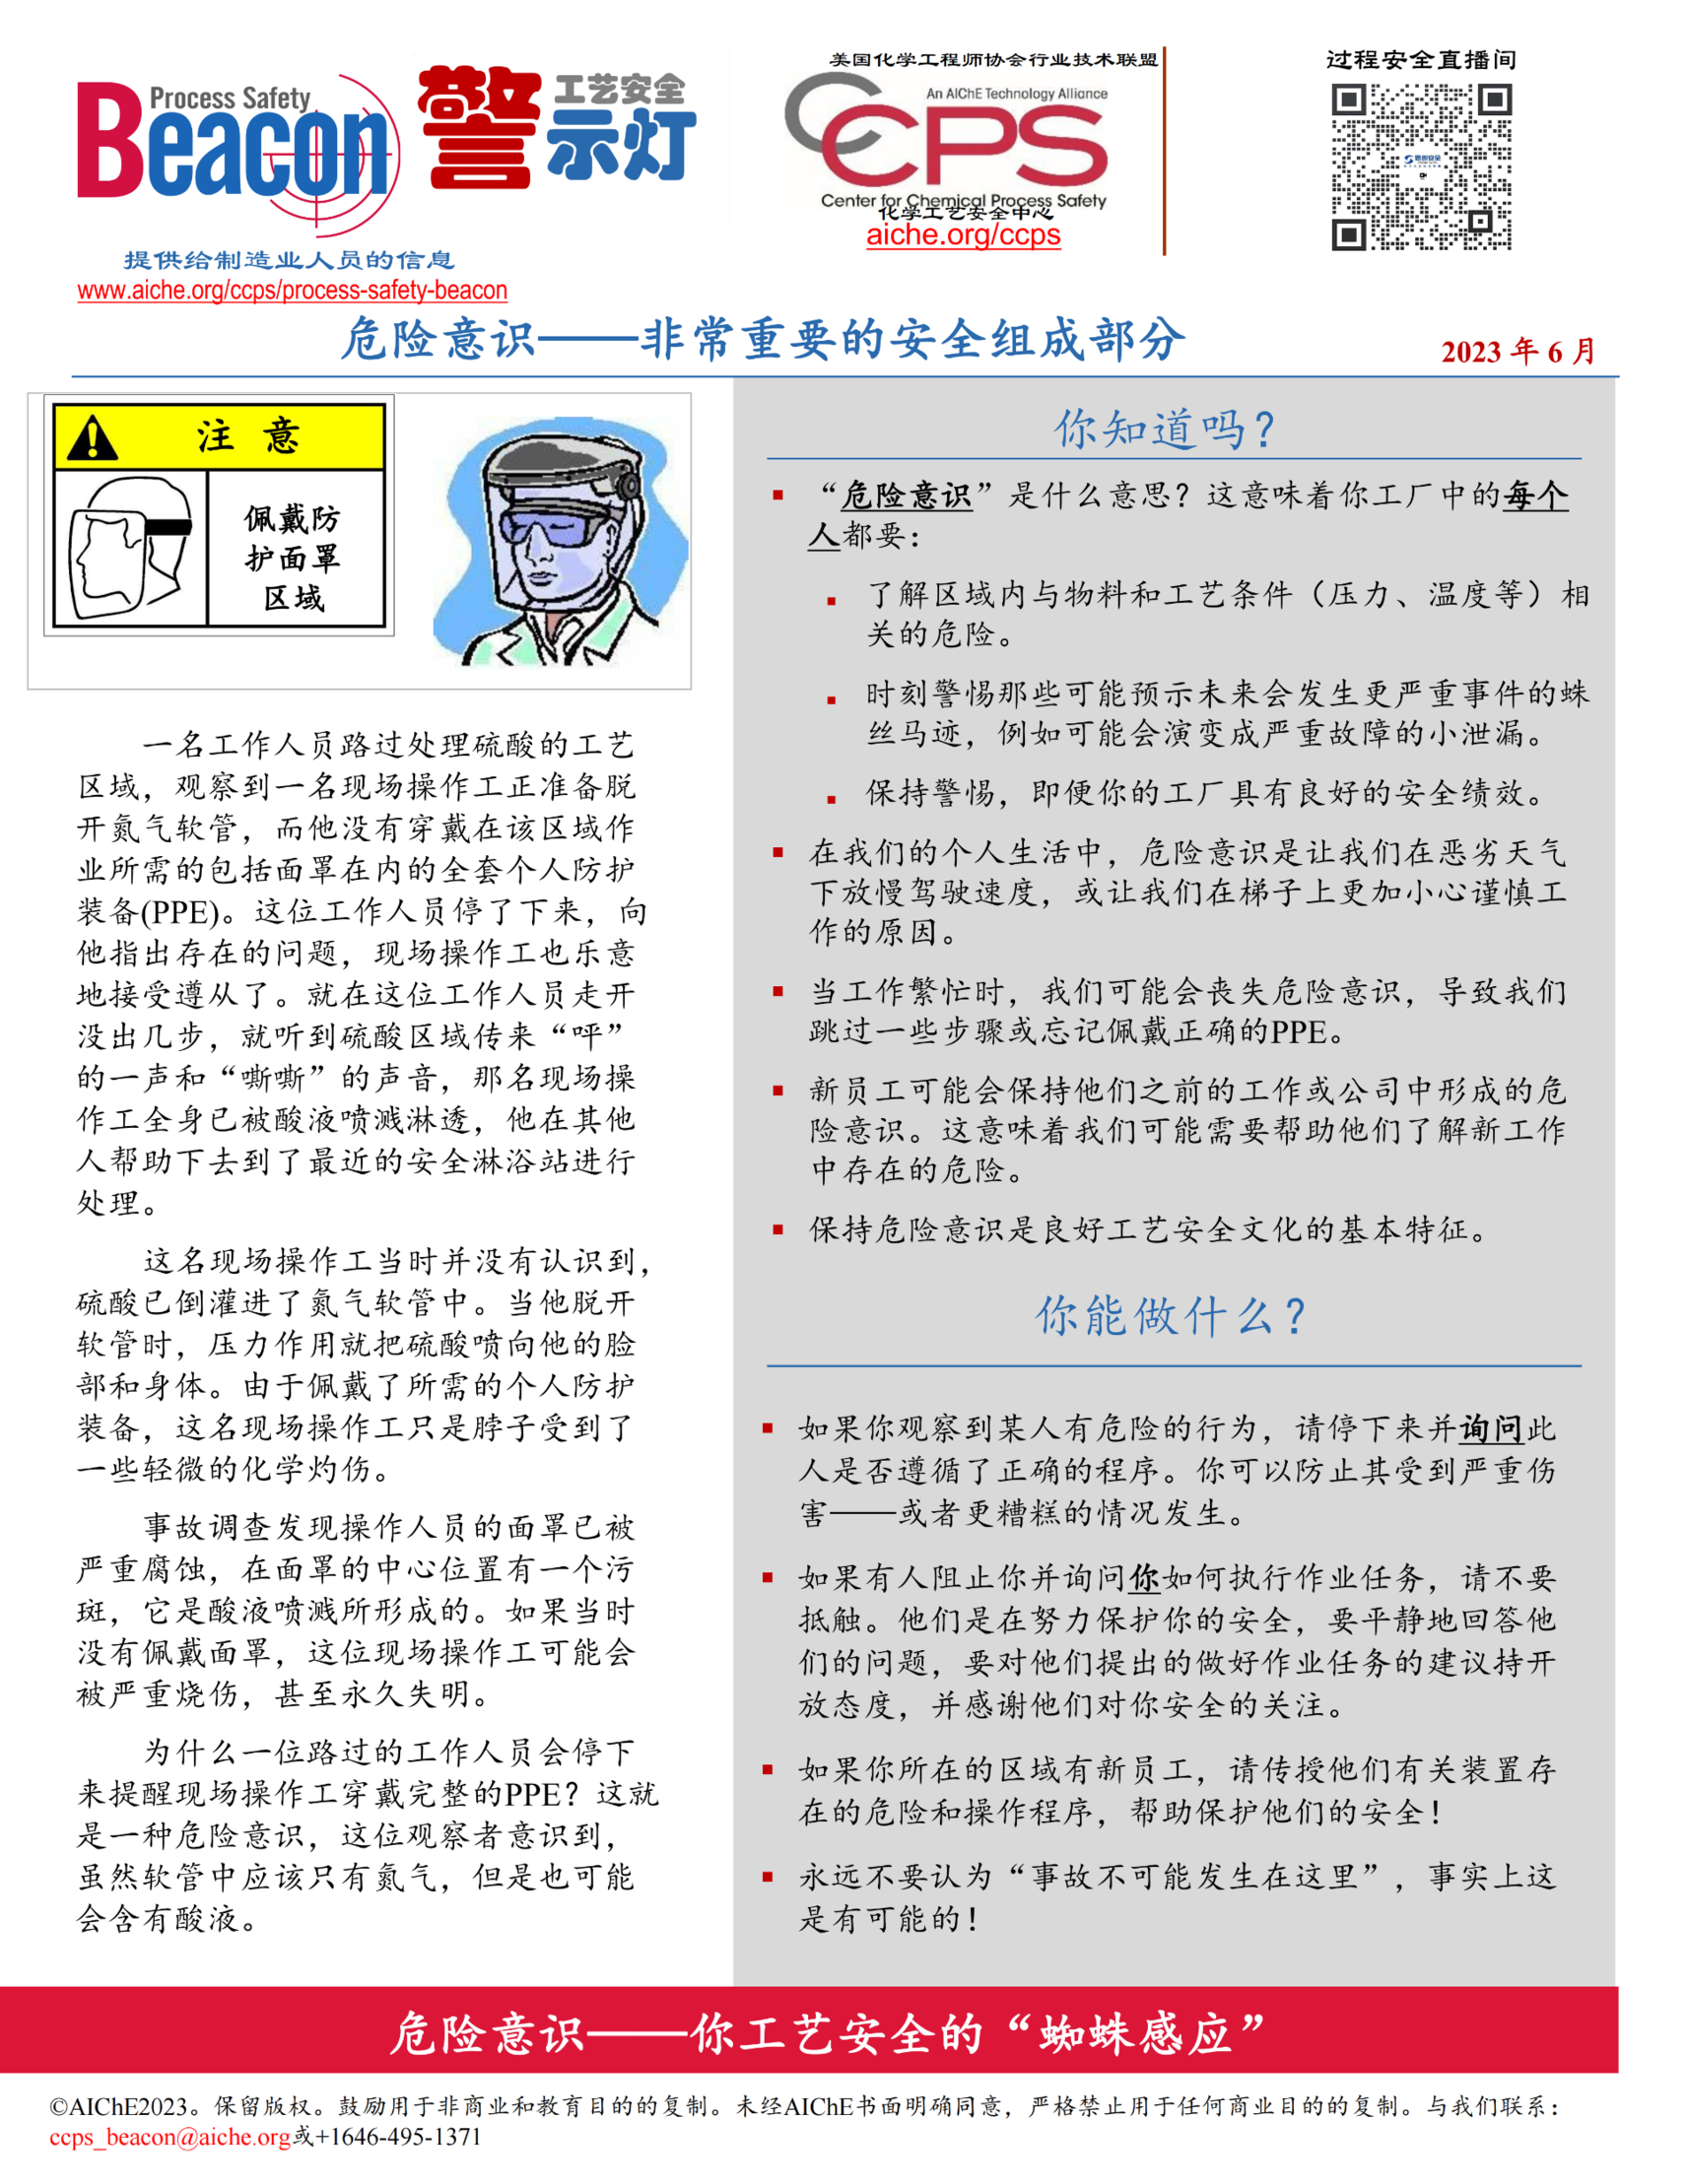 Process Safety
Beacon
警示灯
工艺安全
提供给制造业人员的信息
www.aiche.org/ccps/process-safety-beacon
美国化学工程师协会行业技术联盟
An AIChE Technology Alliance
CCPS
Center for Chemical Process Safety
化学工艺安全中心
aiche.org/ccps
过程安全直播间
危险意识——非常重要的安全组成部分
2023 年 6 月
注 意
佩戴防
护面罩
区域
一名工作人员路过处理硫酸的工艺
区域，观察到一名现场操作工正准备脱
开氮气软管，而他没有穿戴在该区域作
业所需的包括面罩在内的全套个人防护
装备(PPE)。这位工作人员停了下来，向
他指出存在的问题，现场操作工也乐意
地接受遵从了。就在这位工作人员走开
没出几步，就听到硫酸区域传来“呯”
的一声和“嘶嘶”的声音，那名现场操
作工全身已被酸液喷溅淋透，他在其他
人帮助下去到了最近的安全淋浴站进行
处理。
这名现场操作工当时并没有认识到，
硫酸已倒灌进了氮气软管中。当他脱开
软管时，压力作用就把硫酸喷向他的脸
部和身体。由于佩戴了所需的个人防护
装备，这名现场操作工只是脖子受到了
一些轻微的化学灼伤。
事故调查发现操作人员的面罩已被
严重腐蚀，在面罩的中心位置有一个污
斑，它是酸液喷溅所形成的。如果当时
没有佩戴面罩，这位现场操作工可能会
被严重烧伤，甚至永久失明。
为什么一位路过的工作人员会停下
来提醒现场操作工穿戴完整的PPE？这就
是一种危险意识，这位观察者意识到，
虽然软管中应该只有氮气，但是也可能
会含有酸液。
你知道吗？
“危险意识”是什么意思？这意味着你工厂中的每个
人都要：
了解区域内与物料和工艺条件（压力、温度等）相
关的危险。
时刻警惕那些可能预示未来会发生更严重事件的蛛
丝马迹，例如可能会演变成严重故障的小泄漏。
保持警惕，即便你的工厂具有良好的安全绩效。
在我们的个人生活中，危险意识是让我们在恶劣天气
下放慢驾驶速度，或让我们在梯子上更加小心谨慎工
作的原因。
当工作繁忙时，我们可能会丧失危险意识，导致我们
跳过一些步骤或忘记佩戴正确的PPE。
新员工可能会保持他们之前的工作或公司中形成的危
险意识。这意味着我们可能需要帮助他们了解新工作
中存在的危险。
保持危险意识是良好工艺安全文化的基本特征。
你能做什么？
如果你观察到某人有危险的行为，请停下来并询问此
人是否遵循了正确的程序。你可以防止其受到严重伤
害——或者更糟糕的情况发生。
如果有人阻止你并询问你如何执行作业任务，请不要
抵触。他们是在努力保护你的安全，要平静地回答他
们的问题，要对他们提出的做好作业任务的建议持开
放态度，并感谢他们对你安全的关注。
如果你所在的区域有新员工，请传授他们有关装置存
在的危险和操作程序，帮助保护他们的安全！
永远不要认为“事故不可能发生在这里”，事实上这
是有可能的！
危险意识——你工艺安全的“蜘蛛感应”
©AIChE2023。保留版权。鼓励用于非商业和教育目的的复制。未经AIChE书面明确同意，严格禁止用于任何商业目的的复制。与我们联系：
ccps_beacon@aiche.org或+1646-495-1371